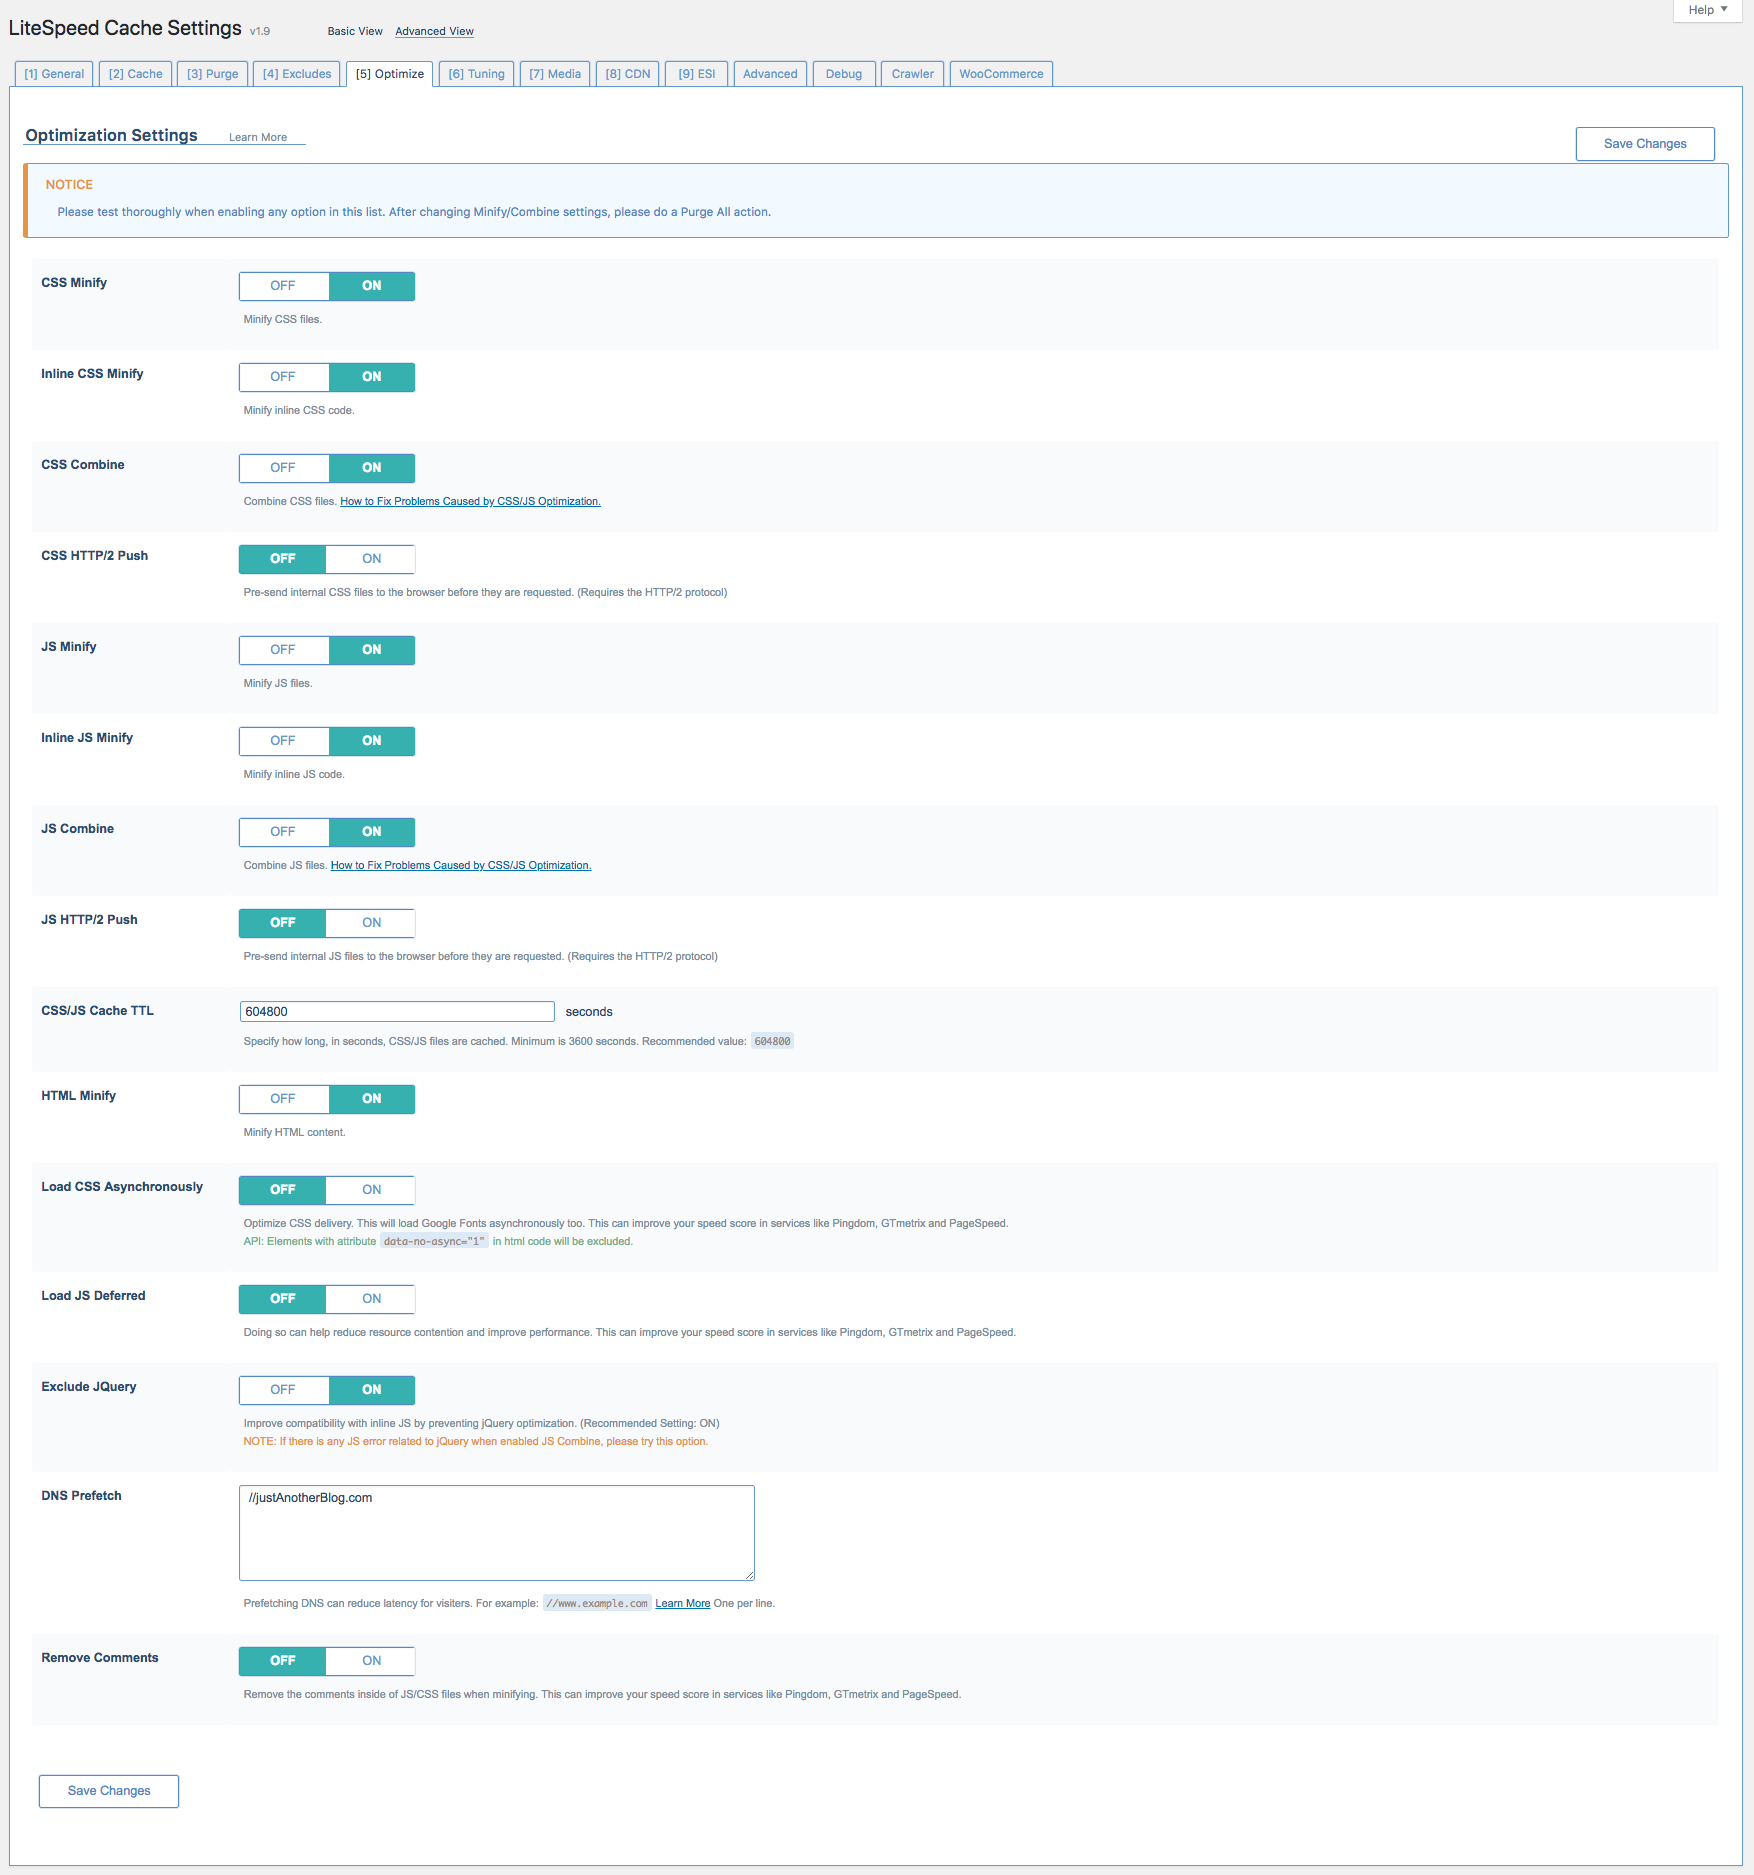 Help ▼
LiteSpeed Cache Settings v1.9 Basic View Advanced View
[1] General [2] Cache [3] Purge [4] Excludes [5] Optimize [6] Tuning [7] Media [8] CDN [9] ESI Advanced Debug Crawler WooCommerce
Optimization Settings Learn More
Save Changes
NOTICE
Please test thoroughly when enabling any option in this list. After changing Minify/Combine settings, please do a Purge All action.
CSS Minify OFF ON
Minify CSS files.
Inline CSS Minify OFF ON
Minify inline CSS code.
CSS Combine OFF ON
Combine CSS files. How to Fix Problems Caused by CSS/JS Optimization.
CSS HTTP/2 Push OFF ON
Pre-send internal CSS files to the browser before they are requested. (Requires the HTTP/2 protocol)
JS Minify OFF ON
Minify JS files.
Inline JS Minify OFF ON
Minify inline JS code.
JS Combine OFF ON
Combine JS files. How to Fix Problems Caused by CSS/JS Optimization.
JS HTTP/2 Push OFF ON
Pre-send internal JS files to the browser before they are requested. (Requires the HTTP/2 protocol)
CSS/JS Cache TTL 604800 seconds
Specify how long, in seconds, CSS/JS files are cached. Minimum is 3600 seconds. Recommended value: 604800
HTML Minify OFF ON
Minify HTML content.
Load CSS Asynchronously OFF ON
Optimize CSS delivery. This will load Google Fonts asynchronously too. This can improve your speed score in services like Pingdom, GTmetrix and PageSpeed.
API: Elements with attribute data-no-async="1" in html code will be excluded.
Load JS Deferred OFF ON
Doing so can help reduce resource contention and improve performance. This can improve your speed score in services like Pingdom, GTmetrix and PageSpeed.
Exclude JQuery OFF ON
Improve compatibility with inline JS by preventing jQuery optimization. (Recommended Setting: ON)
NOTE: If there is any JS error related to jQuery when enabled JS Combine, please try this option.
DNS Prefetch //justAnotherBlog.com
Prefetching DNS can reduce latency for visiters. For example: //www.example.com Learn More One per line.
Remove Comments OFF ON
Remove the comments inside of JS/CSS files when minifying. This can improve your speed score in services like Pingdom, GTmetrix and PageSpeed.
Save Changes